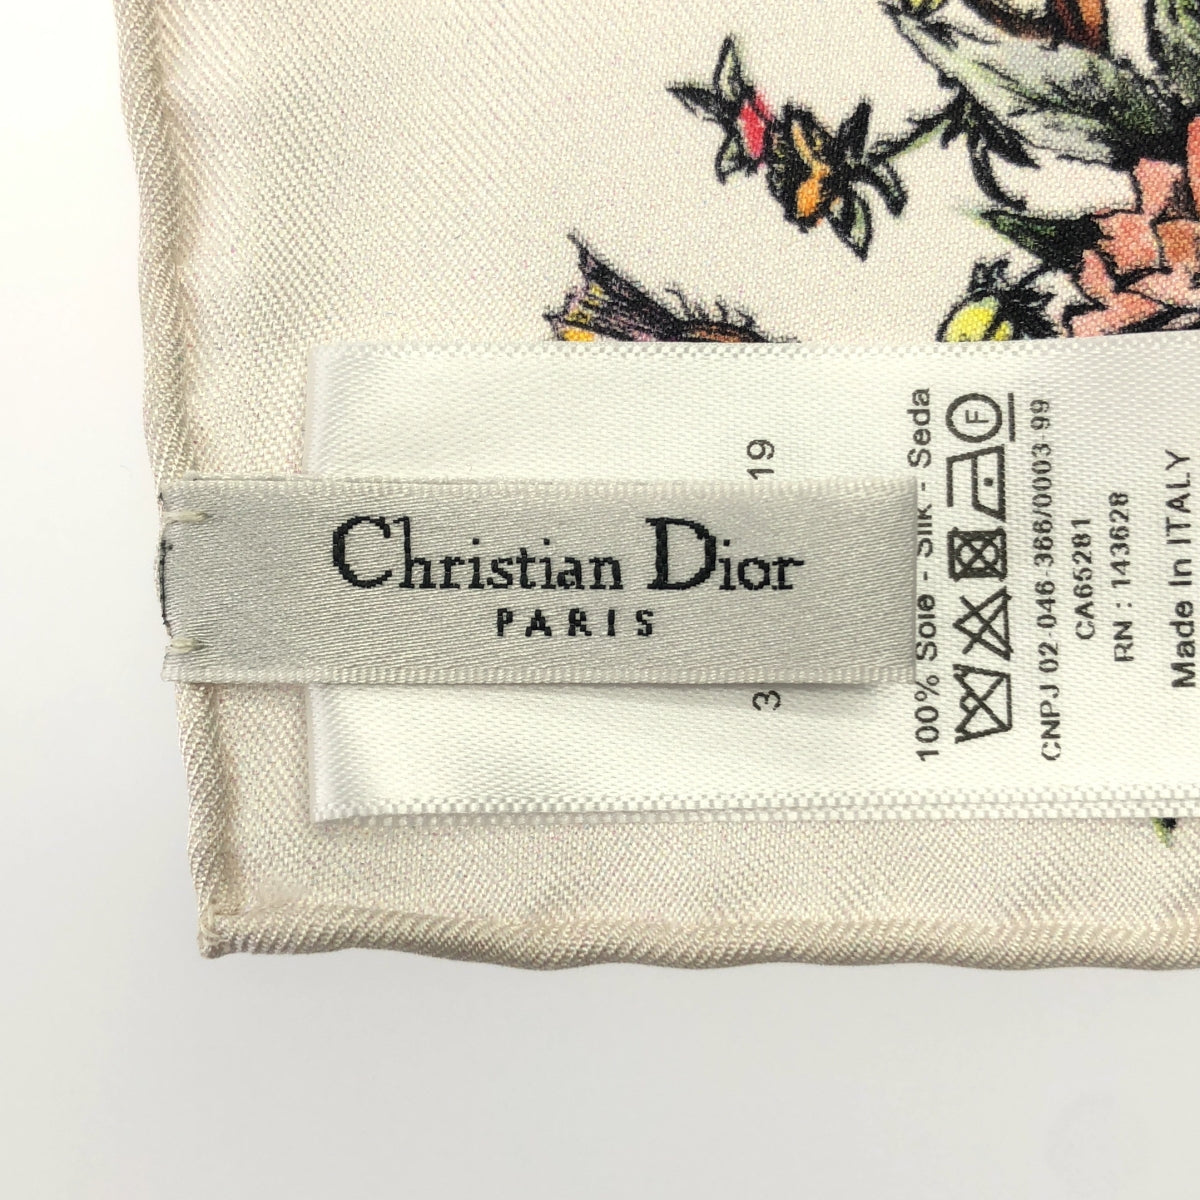 Christian Dior
PARIS
3
19
100% Soie - Silk - Seda
F
CNPJ 02 046 366/0003 99
CA65281
RN : 143628
Made In ITALY